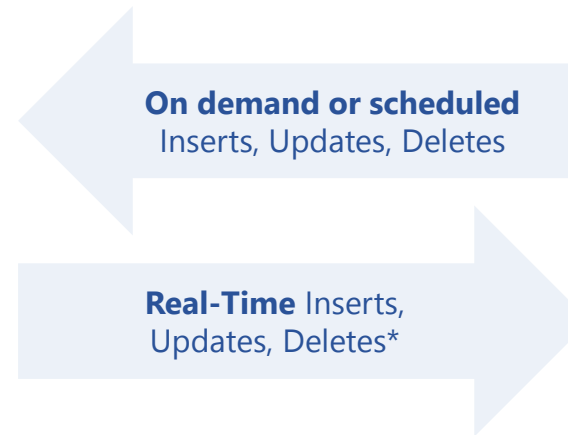 On demand or scheduled
Inserts, Updates, Deletes
Real-Time Inserts,
Updates, Deletes*